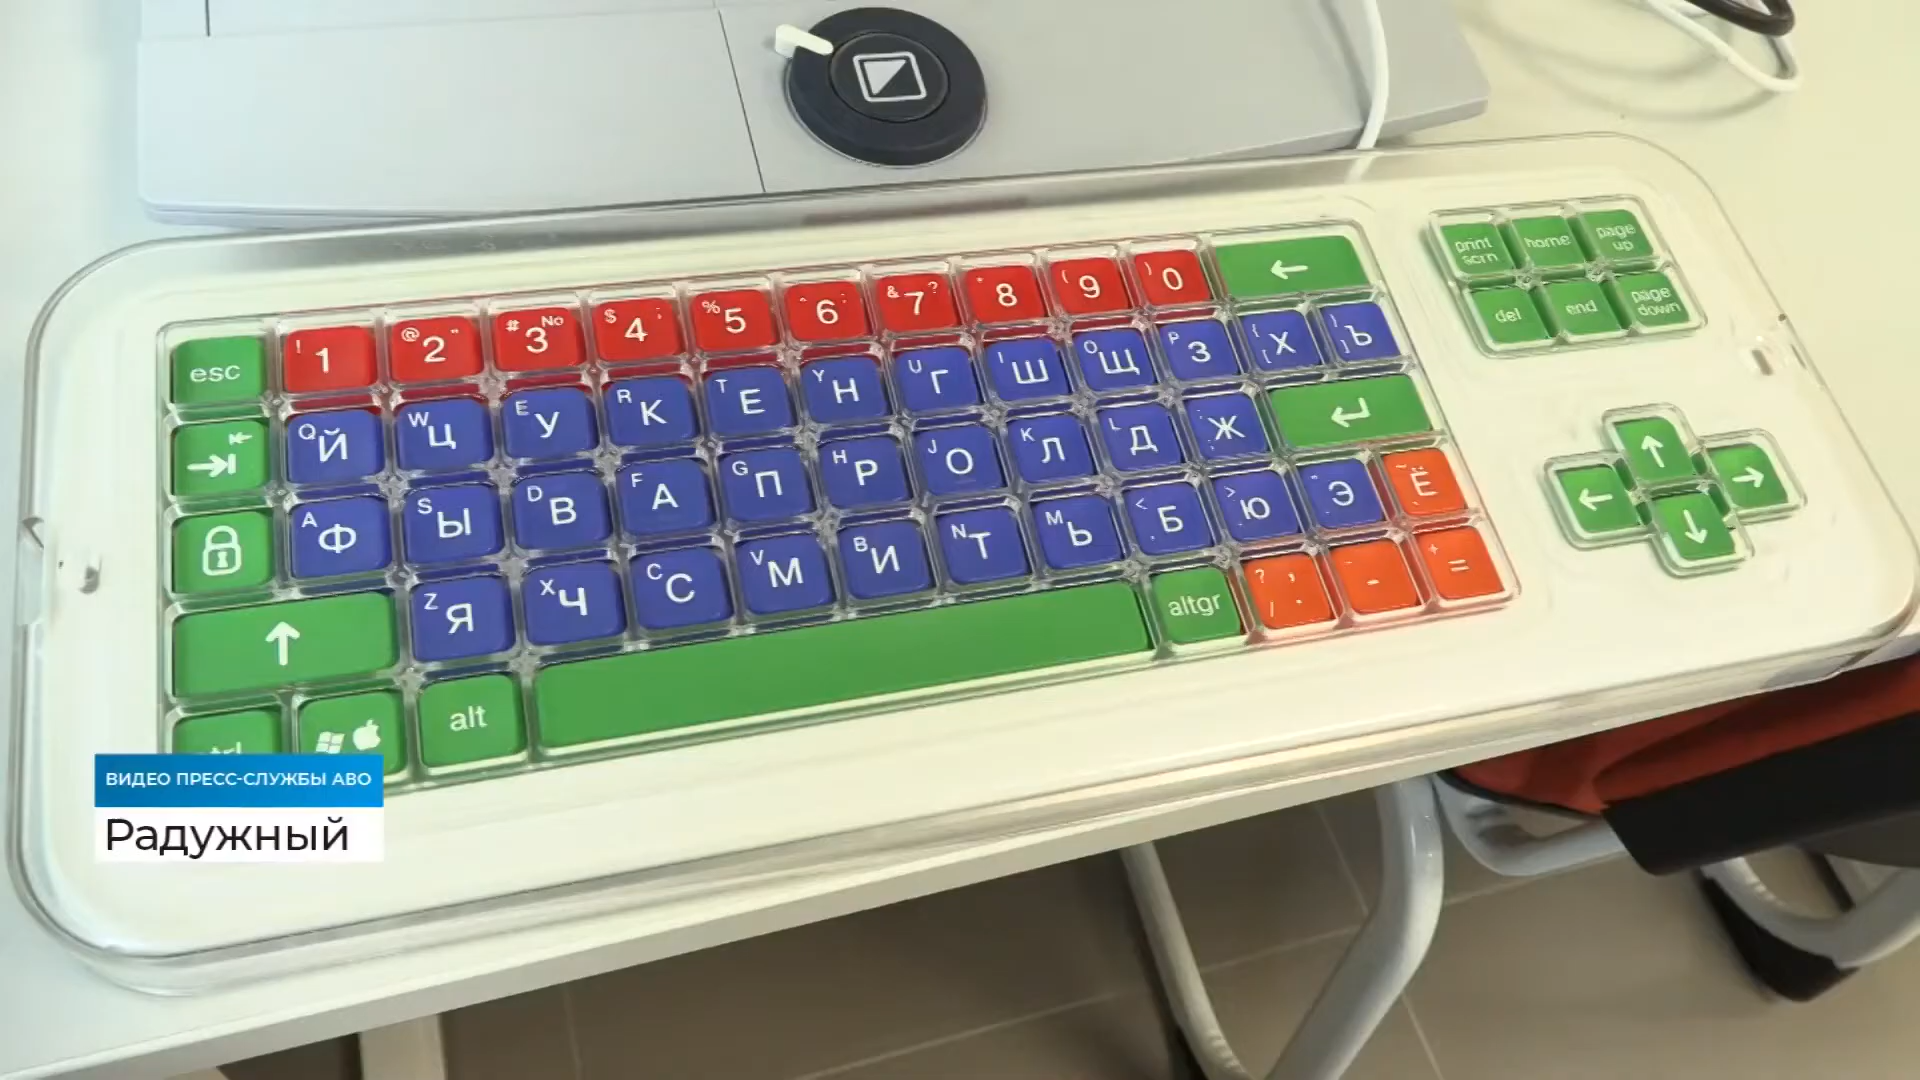 print scrn home page up
esc ! 1 @ 2 " # 3 No $ 4 ; % 5 ^ 6 : & 7 ? * 8 ( 9 ) 0 ←
del end page down
Q Й W Ц E У R К T Е Y Н U Г I Ш O Щ P З { [ Х } ] Ъ
A Ф S Ы D В F А G П H Р J О K Л L Д : ; Ж
Z Я X Ч C С V М B И N Т M Ь < , Б > . Ю " Э Ё
alt altgr ? / , . - + =
ВИДЕО ПРЕСС-СЛУЖБЫ АВО
Радужный